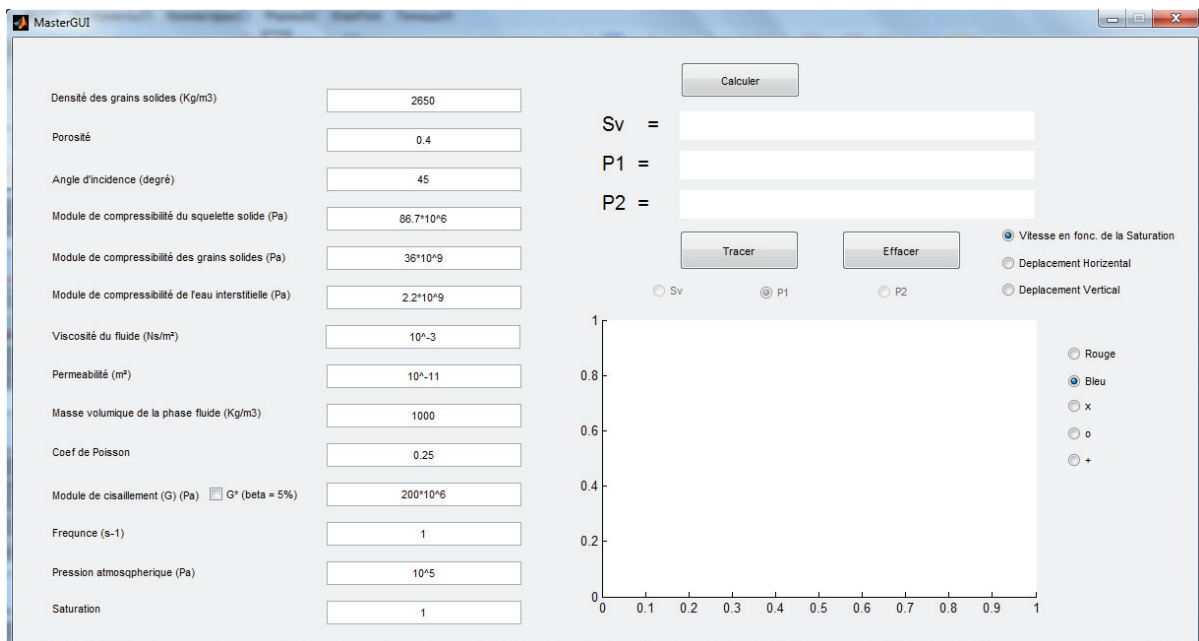 MasterGUI
Densité des grains solides (Kg/m3) 2650
Porosité 0.4
Angle d'incidence (degré) 45
Module de compressibilité du squelette solide (Pa) 86.7*10^6
Module de compressibilité des grains solides (Pa) 36*10^9
Module de compressibilité de l'eau interstitielle (Pa) 2.2*10^9
Viscosité du fluide (Ns/m²) 10^-3
Permeabilité (m²) 10^-11
Masse volumique de la phase fluide (Kg/m3) 1000
Coef de Poisson 0.25
Module de cisaillement (G) (Pa) G* (beta = 5%) 200*10^6
Frequnce (s-1) 1
Pression atmosqpherique (Pa) 10^5
Saturation 1
Calculer
Sv =
P1 =
P2 =
Tracer Effacer
Vitesse en fonc. de la Saturation
Deplacement Horizental
Deplacement Vertical
Sv P1 P2
1
0.8
0.6
0.4
0.2
0
0 0.1 0.2 0.3 0.4 0.5 0.6 0.7 0.8 0.9 1
Rouge
Bleu
x
o
+